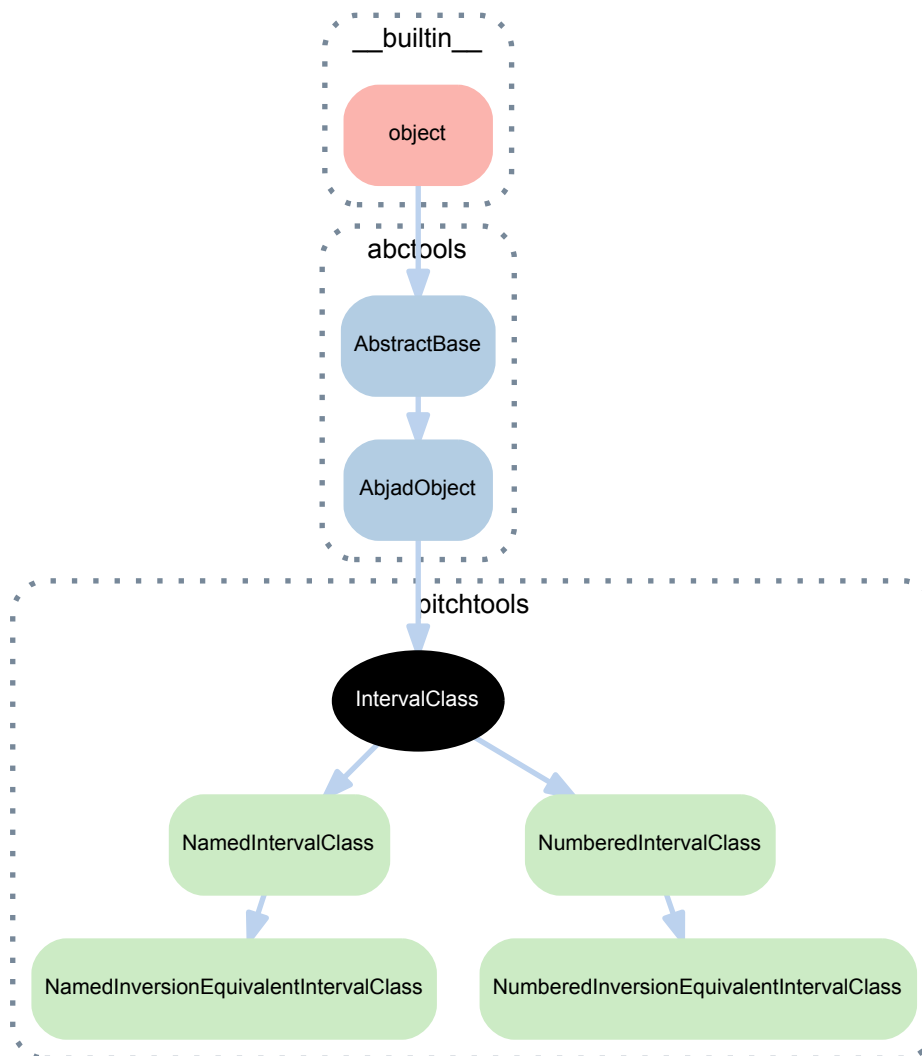 __builtin__
object
abctools
AbstractBase
AbjadObject
pitchtools
IntervalClass
NamedIntervalClass
NumberedIntervalClass
NamedInversionEquivalentIntervalClass
NumberedInversionEquivalentIntervalClass